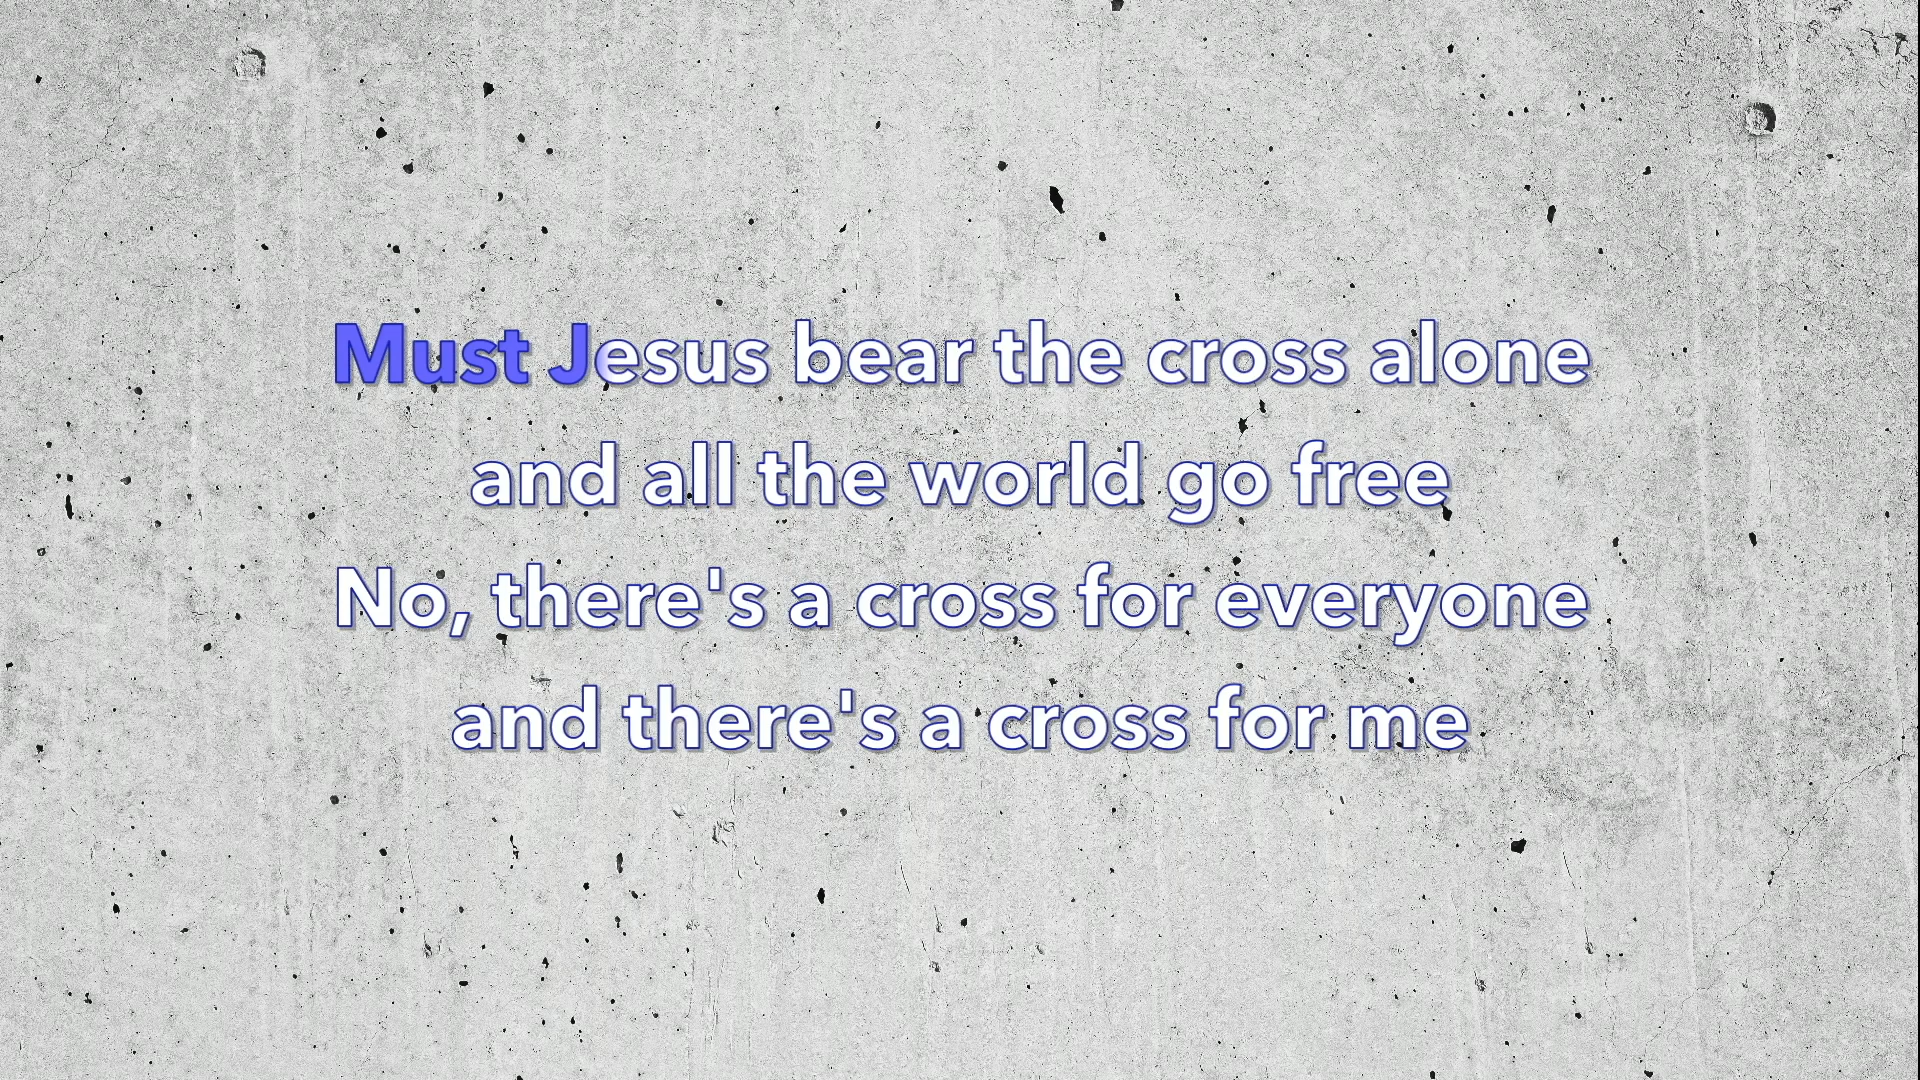 Must Jesus bear the cross alone
and all the world go free
No, there's a cross for everyone
and there's a cross for me